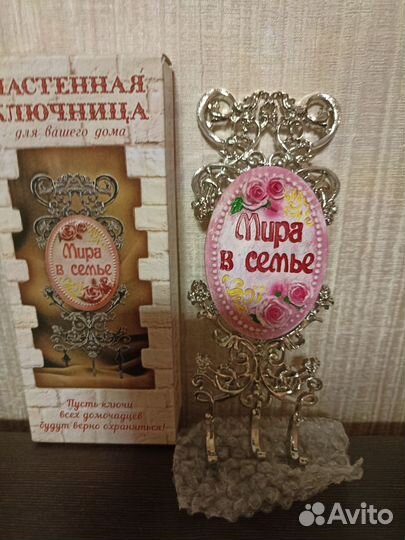 НАСТЕННАЯ
КЛЮЧНИЦА
для вашего дома
Мира
в семье
Пусть ключи
всех домочадцев
будут верно охраняться!
Мира
в семье
Avito